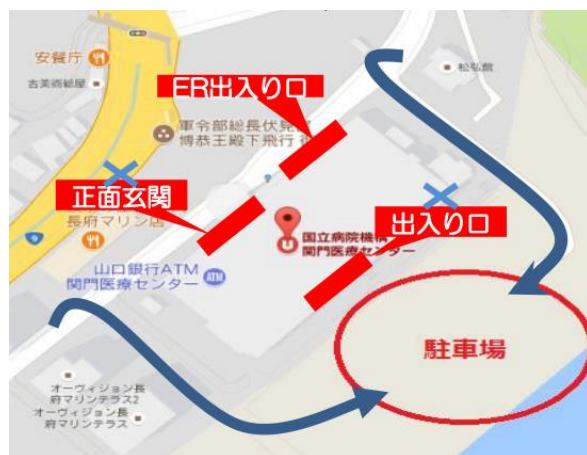 安餐庁
古美術総屋
ER出入り口
松弘館
軍令部総長伏見
博恭王殿下飛行
正面玄関
長府マリン店
出入り口
国立病院機構
関門医療センター
9
山口銀行ATM
関門医療センター
ATM
駐車場
オーヴィジョン長
府マリンテラス2
オーヴィジョン長
府マリンテラス